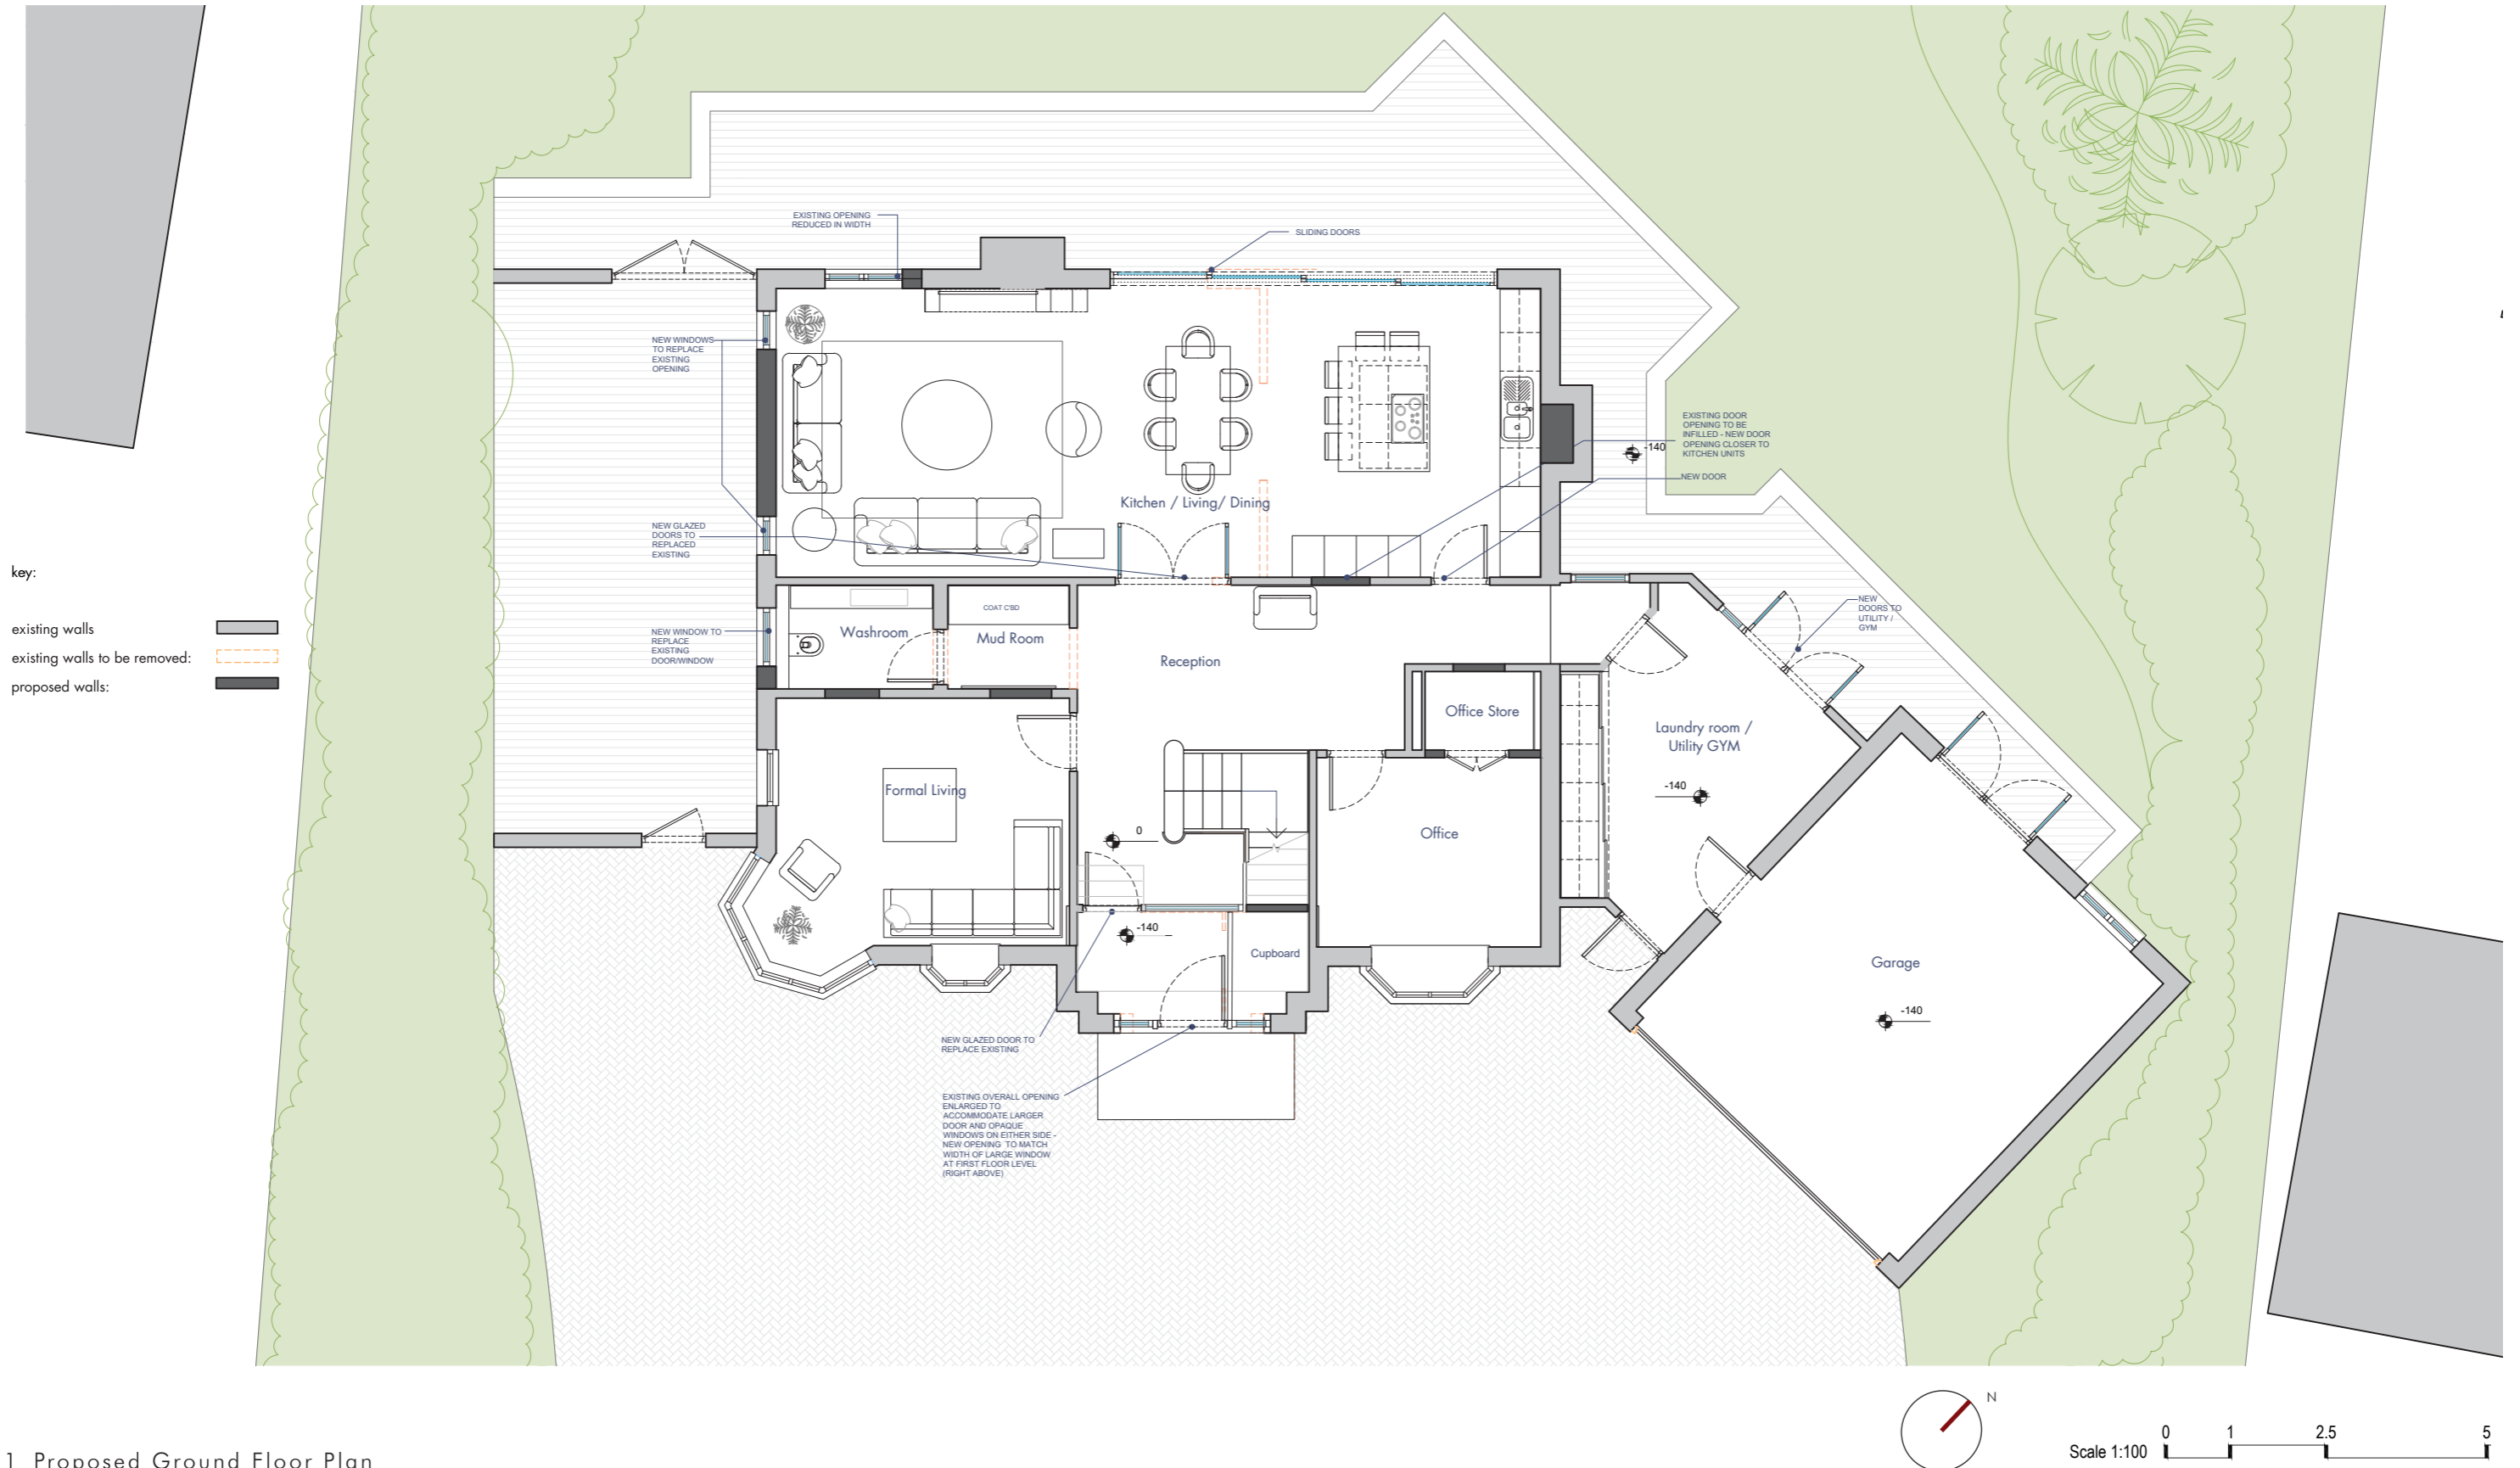 EXISTING OPENING
REDUCED IN WIDTH
SLIDING DOORS
NEW WINDOWS
TO REPLACE
EXISTING
OPENING
EXISTING DOOR
OPENING TO BE
INFILLED - NEW DOOR
OPENING CLOSER TO
KITCHEN UNITS
-140
NEW DOOR
Kitchen / Living/ Dining
NEW GLAZED
DOORS TO
REPLACED
EXISTING
key:
existing walls
existing walls to be removed:
proposed walls:
NEW WINDOW TO
REPLACE
EXISTING
DOOR/WINDOW
Washroom
COAT C'BD
Mud Room
Reception
NEW
DOORS TO
UTILITY /
GYM
Office Store
Laundry room /
Utility GYM
-140
Formal Living
0
Office
-140
Cupboard
Garage
-140
NEW GLAZED DOOR TO
REPLACE EXISTING
EXISTING OVERALL OPENING
ENLARGED TO
ACCOMMODATE LARGER
DOOR AND OPAQUE
WINDOWS ON EITHER SIDE -
NEW OPENING TO MATCH
WIDTH OF LARGE WINDOW
AT FIRST FLOOR LEVEL
(RIGHT ABOVE)
N
0 1 2.5 5
Scale 1:100
1 Proposed Ground Floor Plan